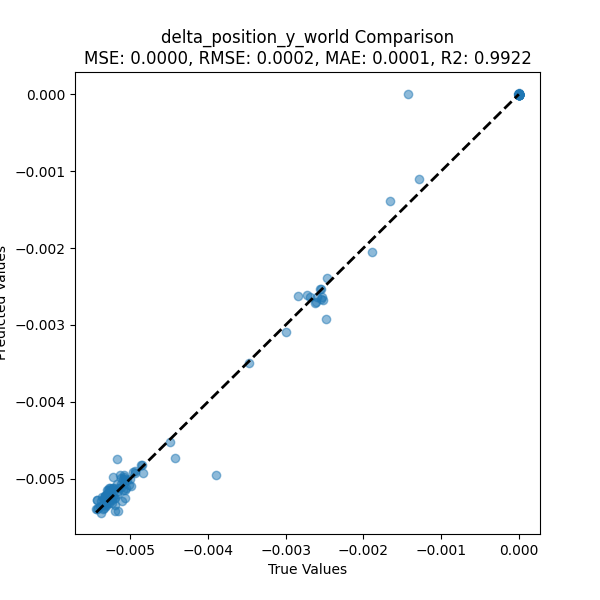 delta_position_y_world Comparison
MSE: 0.0000, RMSE: 0.0002, MAE: 0.0001, R2: 0.9922
0.000
−0.001
−0.002
−0.003
−0.004
−0.005
Predicted Values
−0.005 −0.004 −0.003 −0.002 −0.001 0.000
True Values